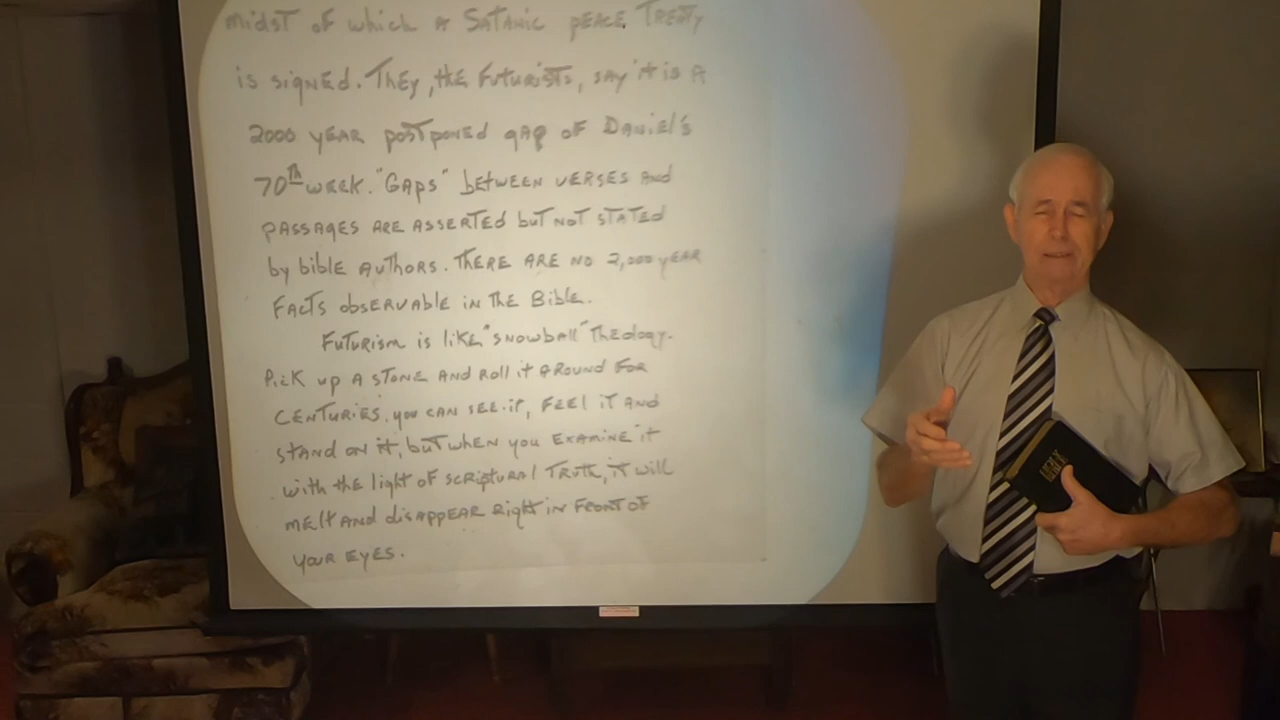 midst of which a Satanic peace Treaty
is signed. They, the Futurists, say it is a
2000 year postponed gap of Daniel's
70th week. "Gaps" between verses and
passages are asserted but not stated
by bible authors. There are no 2,000 year
facts observable in the Bible.
Futurism is like "snowball" Theology.
Pick up a stone and roll it around for
centuries. you can see it, feel it and
stand on it, but when you examine it
with the light of scriptural truth, it will
melt and disappear right in front of
your eyes.
HOLY
BIBLE